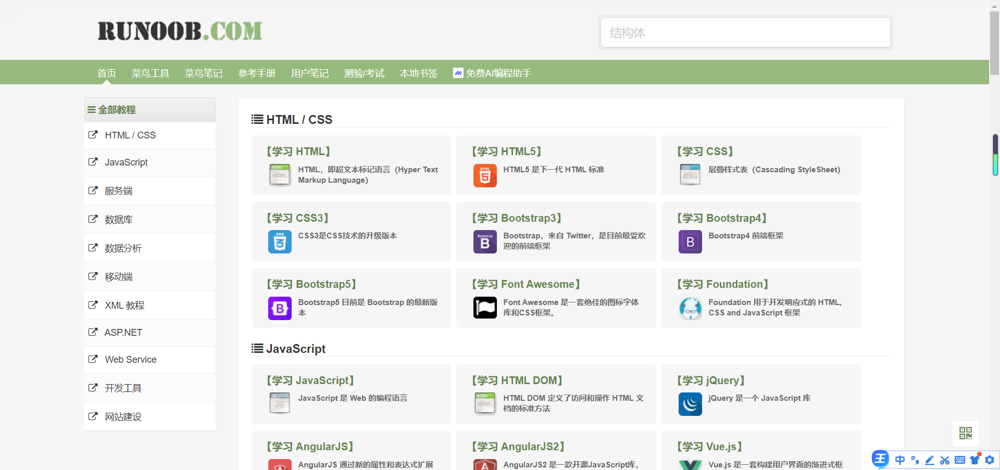 RUNOOB.COM
结构体
首页 菜鸟工具 菜鸟笔记 参考手册 用户笔记 测验/考试 本地书签 免费AI编程助手
全部教程
HTML / CSS
JavaScript
服务端
数据库
数据分析
移动端
XML 教程
ASP.NET
Web Service
开发工具
网站建设
HTML / CSS
【学习 HTML】
HTML，即超文本标记语言（Hyper Text
Markup Language)
【学习 HTML5】
HTML5 是下一代 HTML 标准
【学习 CSS】
层叠样式表（Cascading StyleSheet)
【学习 CSS3】
CSS3是CSS技术的升级版本
【学习 Bootstrap3】
Bootstrap，来自 Twitter，是目前最受欢
迎的前端框架
【学习 Bootstrap4】
Bootstrap4 前端框架
【学习 Bootstrap5】
Bootstrap5 目前是 Bootstrap 的最新版
本
【学习 Font Awesome】
Font Awesome 是一套绝佳的图标字体
库和CSS框架。
【学习 Foundation】
Foundation 用于开发响应式的 HTML,
CSS and JavaScript 框架
JavaScript
【学习 JavaScript】
JavaScript 是 Web 的编程语言
【学习 HTML DOM】
HTML DOM 定义了访问和操作 HTML 文
档的标准方法
【学习 jQuery】
jQuery 是一个 JavaScript 库
【学习 AngularJS】
AngularJS 通过新的属性和表达式扩展
【学习 AngularJS2】
AngularJS2 是一款开源JavaScript库，
【学习 Vue.js】
Vue.js 是一套构建用户界面的渐进式框
王 中